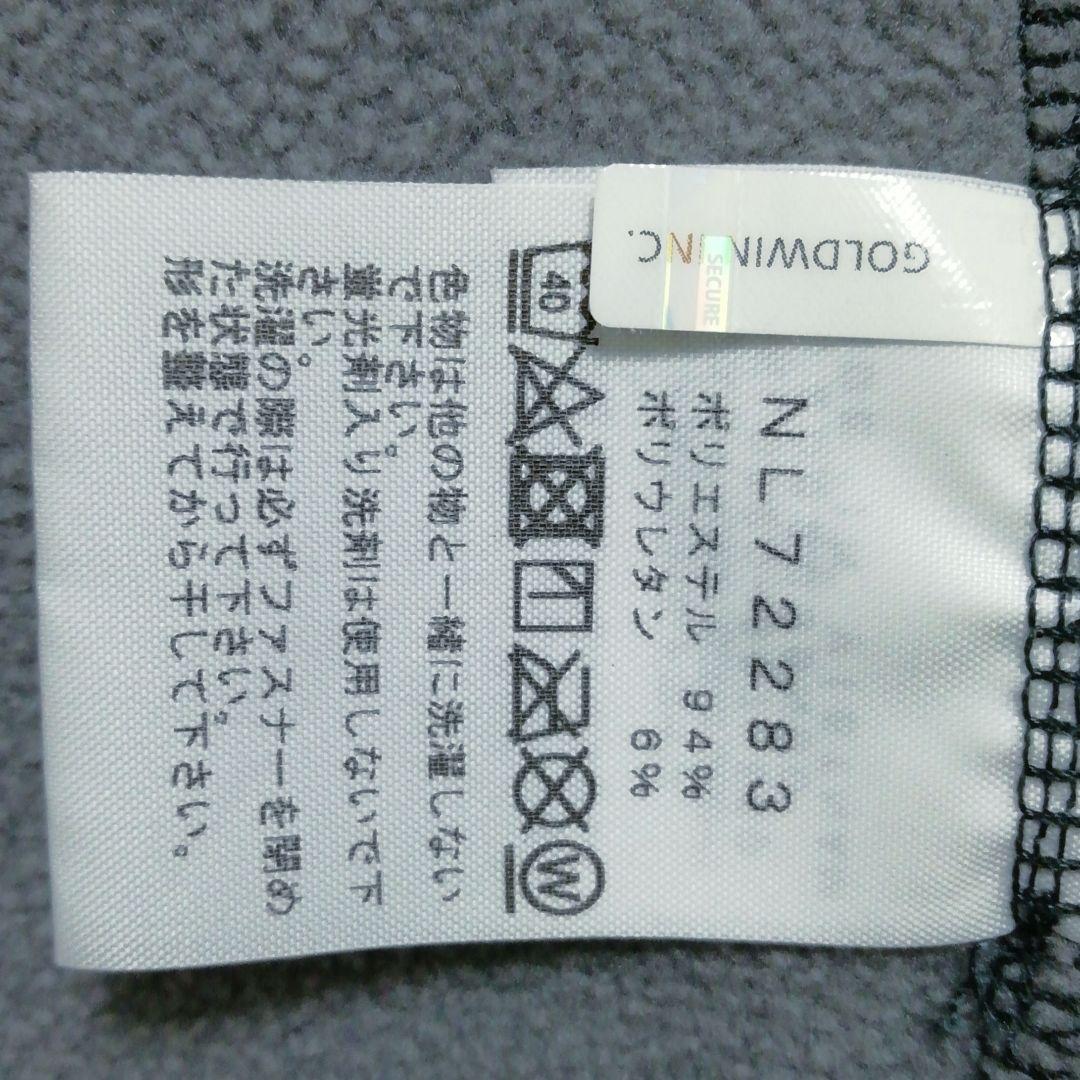 GOLDWIN INC.
SECURE
NL72283
ポリエステル 94%
ポリウレタン 6%
40
W
色物は他の物と一緒に洗濯しない
で下さい。
蛍光剤入り洗剤は使用しないで下
さい。
洗濯の際は必ずファスナーを閉め
た状態で行って下さい。
形を整えてから干して下さい。